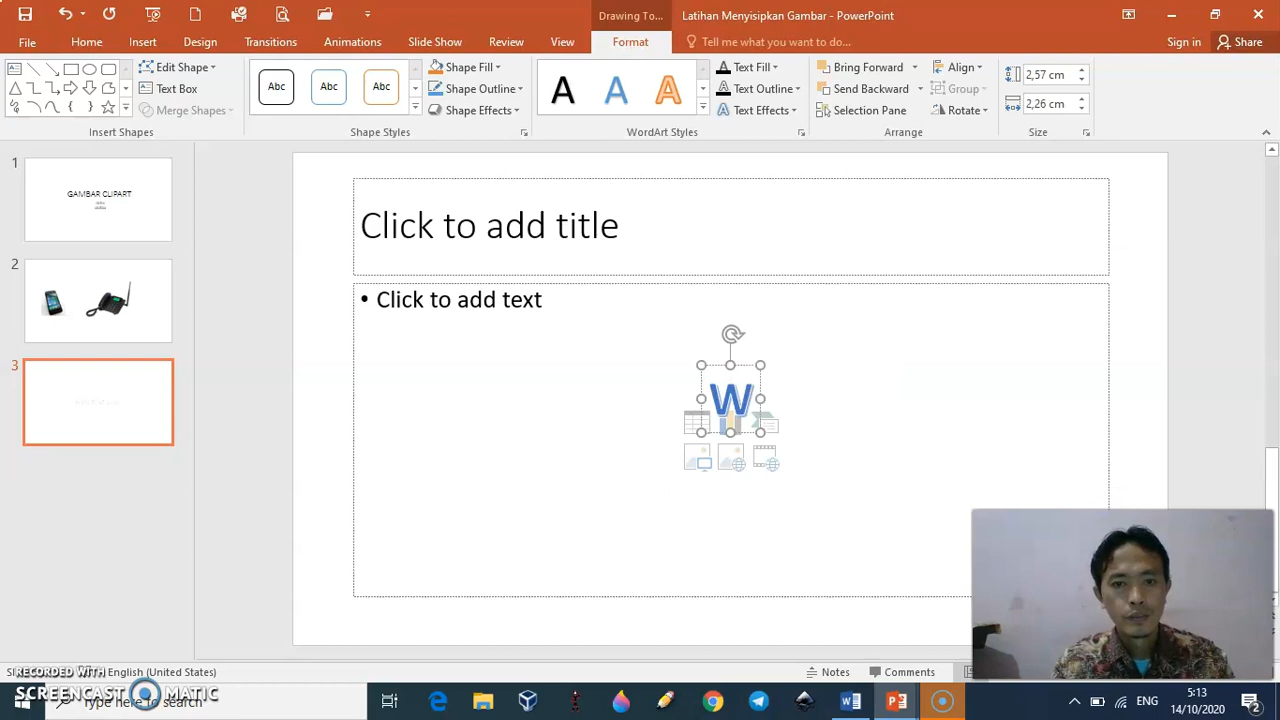 Drawing To...
Latihan Menyisipkan Gambar - PowerPoint
File
Home
Insert
Design
Transitions
Animations
Slide Show
Review
View
Format
Tell me what you want to do...
Sign in
Share
Edit Shape
Text Box
Merge Shapes
Insert Shapes
Abc
Abc
Abc
Shape Fill
Shape Outline
Shape Effects
Shape Styles
A
A
A
Text Fill
Text Outline
Text Effects
WordArt Styles
Bring Forward
Send Backward
Selection Pane
Align
Group
Rotate
Arrange
2,57 cm
2,26 cm
Size
1
GAMBAR CLIPART
2
3
Click to add title
• Click to add text
W
English (United States)
Notes
Comments
RECORDED WITH
SCREENCAST MATIC
Type here to search
ENG
5:13
14/10/2020
2